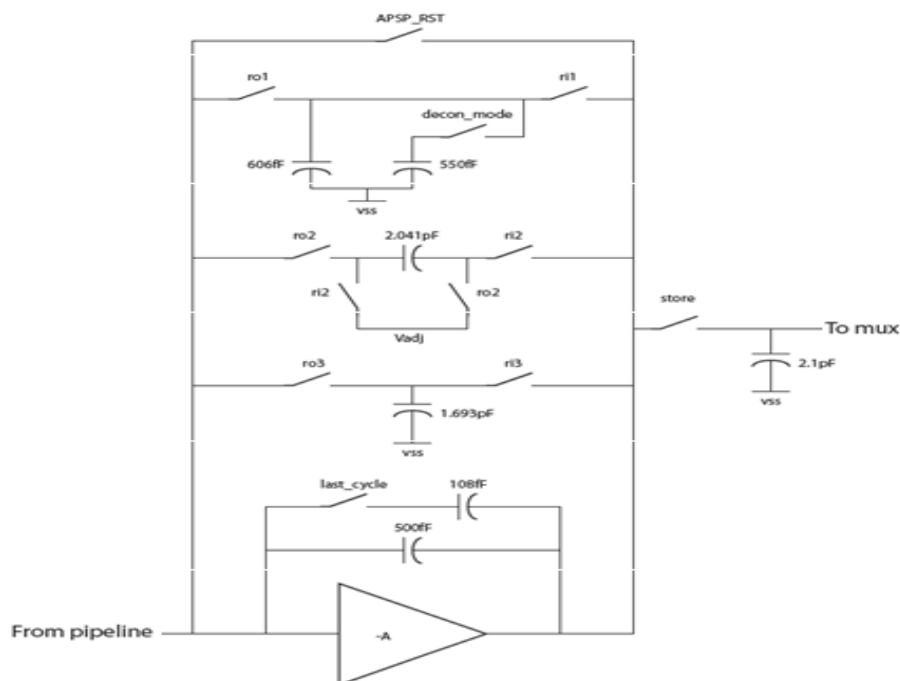 APSP_RST
ro1
ri1
decon_mode
606fF
550fF
vss
ro2
2.041pF
ri2
ri2
ro2
Vadj
store
To mux
2.1pF
vss
ro3
ri3
1.693pF
vss
last_cycle
108fF
500fF
From pipeline
-A